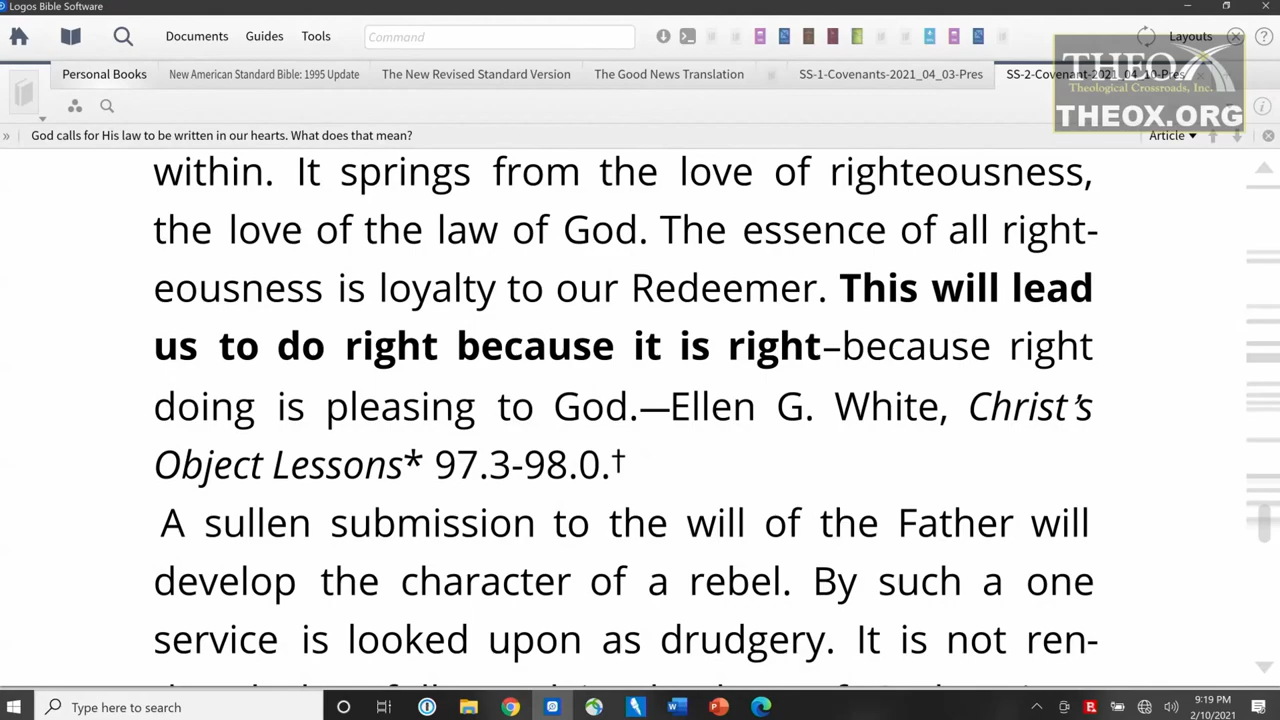 Logos Bible Software
Documents Guides Tools Command Layouts
THEOX
Theological Crossroads, Inc.
THEOX.ORG
Personal Books New American Standard Bible: 1995 Update The New Revised Standard Version The Good News Translation SS-1-Covenants-2021_04_03-Pres SS-2-Covenant-2021_04_10-Pres
» God calls for His law to be written in our hearts. What does that mean? Article
within. It springs from the love of righteousness,
the love of the law of God. The essence of all right-
eousness is loyalty to our Redeemer. This will lead
us to do right because it is right–because right
doing is pleasing to God.—Ellen G. White, Christ's
Object Lessons* 97.3-98.0.†
A sullen submission to the will of the Father will
develop the character of a rebel. By such a one
service is looked upon as drudgery. It is not ren-
Type here to search
9:19 PM
2/10/2021